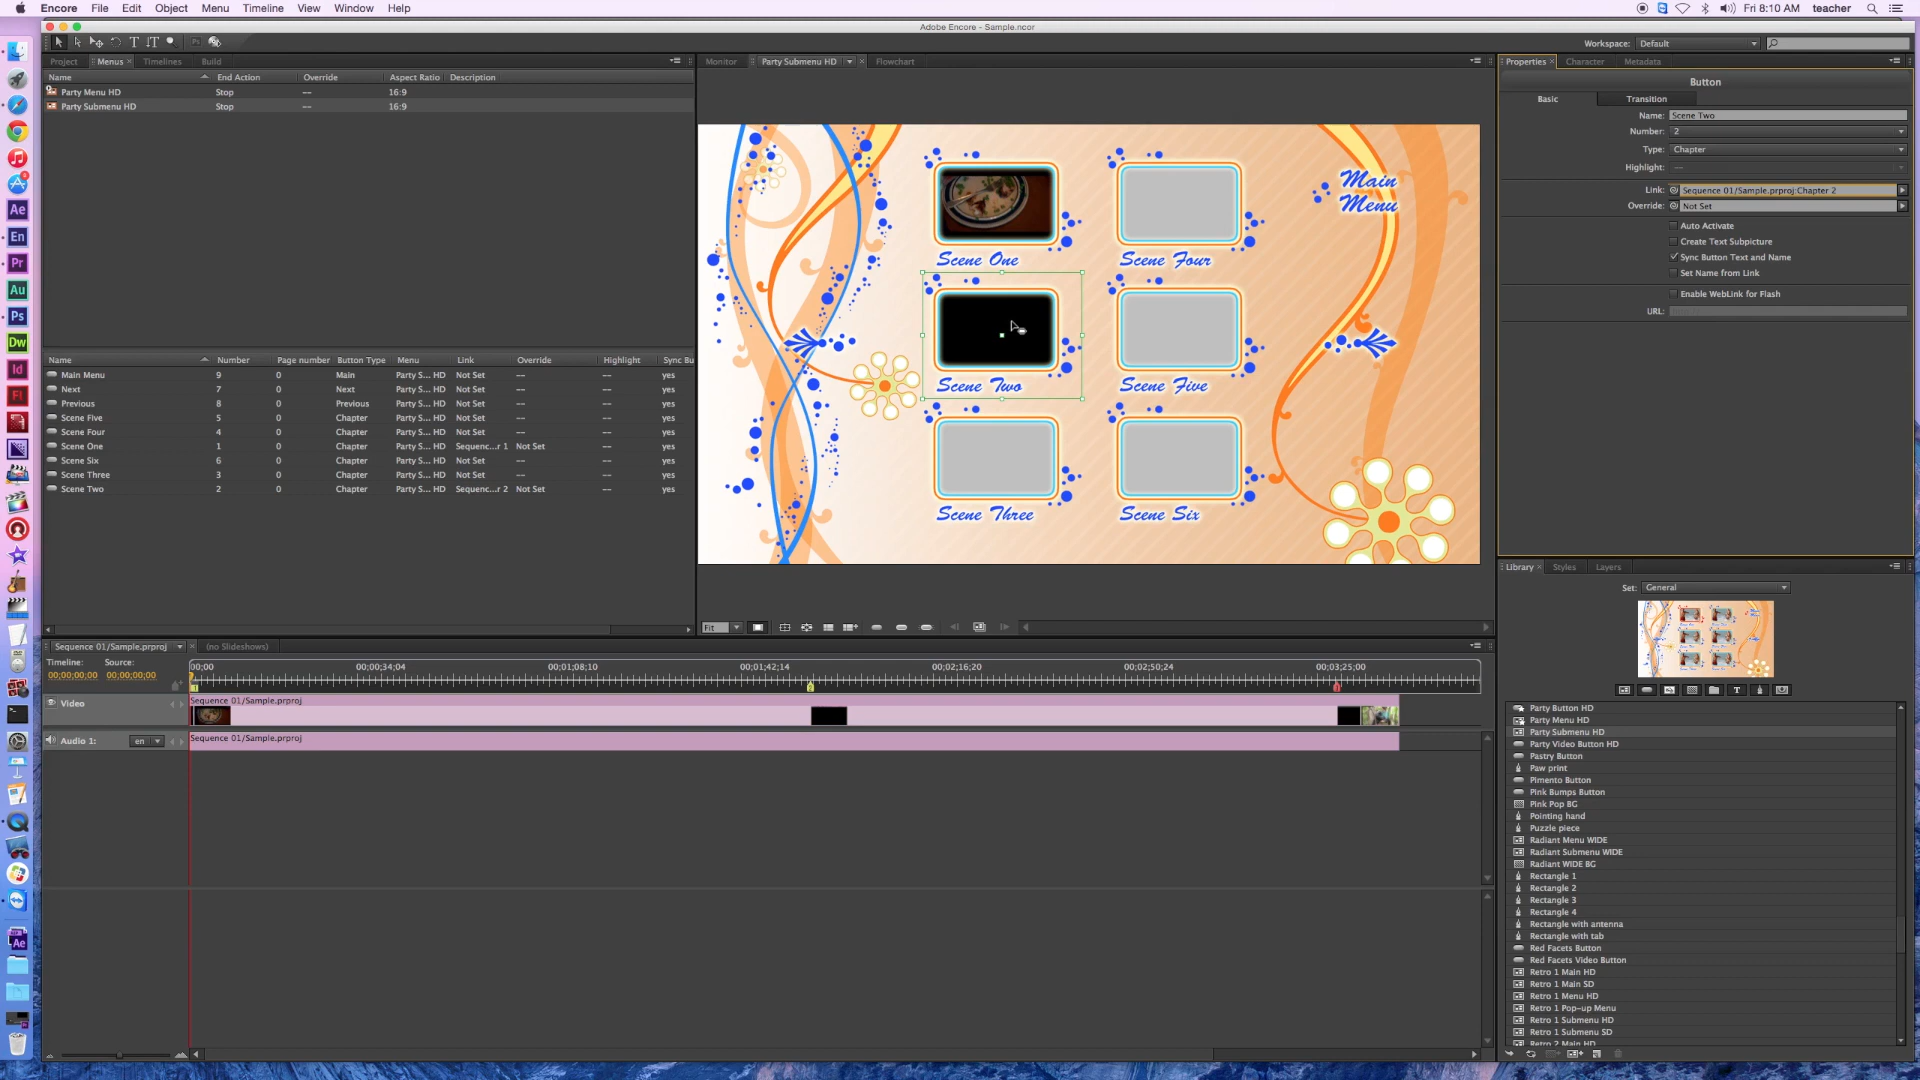 Encore File Edit Object Menu Timeline View Window Help
Fri 8:10 AM teacher
Adobe Encore - Sample.ncor
Workspace: Default
Project Menus Timelines Build
Name End Action Override Aspect Ratio Description
Party Menu HD Stop -- 16:9
Party Submenu HD Stop -- 16:9
Name Number Page number Button Type Menu Link Override Highlight Sync Bu
Main Menu 9 0 Main Party S... HD Not Set -- -- yes
Next 7 0 Next Party S... HD Not Set -- -- yes
Previous 8 0 Previous Party S... HD Not Set -- -- yes
Scene Five 5 0 Chapter Party S... HD Not Set -- -- yes
Scene Four 4 0 Chapter Party S... HD Not Set -- -- yes
Scene One 1 0 Chapter Party S... HD Sequenc...r 1 Not Set -- yes
Scene Six 6 0 Chapter Party S... HD Not Set -- -- yes
Scene Three 3 0 Chapter Party S... HD Not Set -- -- yes
Scene Two 2 0 Chapter Party S... HD Sequenc...r 2 Not Set -- yes
Monitor Party Submenu HD Flowchart
Main
Menu
Scene One Scene Four
Scene Two Scene Five
Scene Three Scene Six
Fit
Properties Character Metadata
Button
Basic Transition
Name: Scene Two
Number: 2
Type: Chapter
Highlight: --
Link: Sequence 01/Sample.prproj:Chapter 2
Override: Not Set
Auto Activate
Create Text Subpicture
Sync Button Text and Name
Set Name from Link
Enable WebLink for Flash
URL:
Library Styles Layers
Set: General
Party Button HD
Party Menu HD
Party Submenu HD
Party Video Button HD
Pastry Button
Paw print
Pimento Button
Pink Bumps Button
Pink Pop BG
Pointing hand
Puzzle piece
Radiant Menu WIDE
Radiant Submenu WIDE
Radiant WIDE BG
Rectangle 1
Rectangle 2
Rectangle 3
Rectangle 4
Rectangle with antenna
Rectangle with tab
Red Facets Button
Red Facets Video Button
Retro 1 Main HD
Retro 1 Main SD
Retro 1 Menu HD
Retro 1 Pop-up Menu
Retro 1 Submenu HD
Retro 1 Submenu SD
Retro 2 Main HD
Sequence 01/Sample.prproj (no Slideshows)
Timeline: Source:
00;00;00;00 00;00;00;00
00;00 00;00;34;04 00;01;08;10 00;01;42;14 00;02;16;20 00;02;50;24 00;03;25;00
Video
Sequence 01/Sample.prproj
Audio 1: en
Sequence 01/Sample.prproj
Ae
En
Pr
Au
Ps
Dw
Id
Fl
Ae